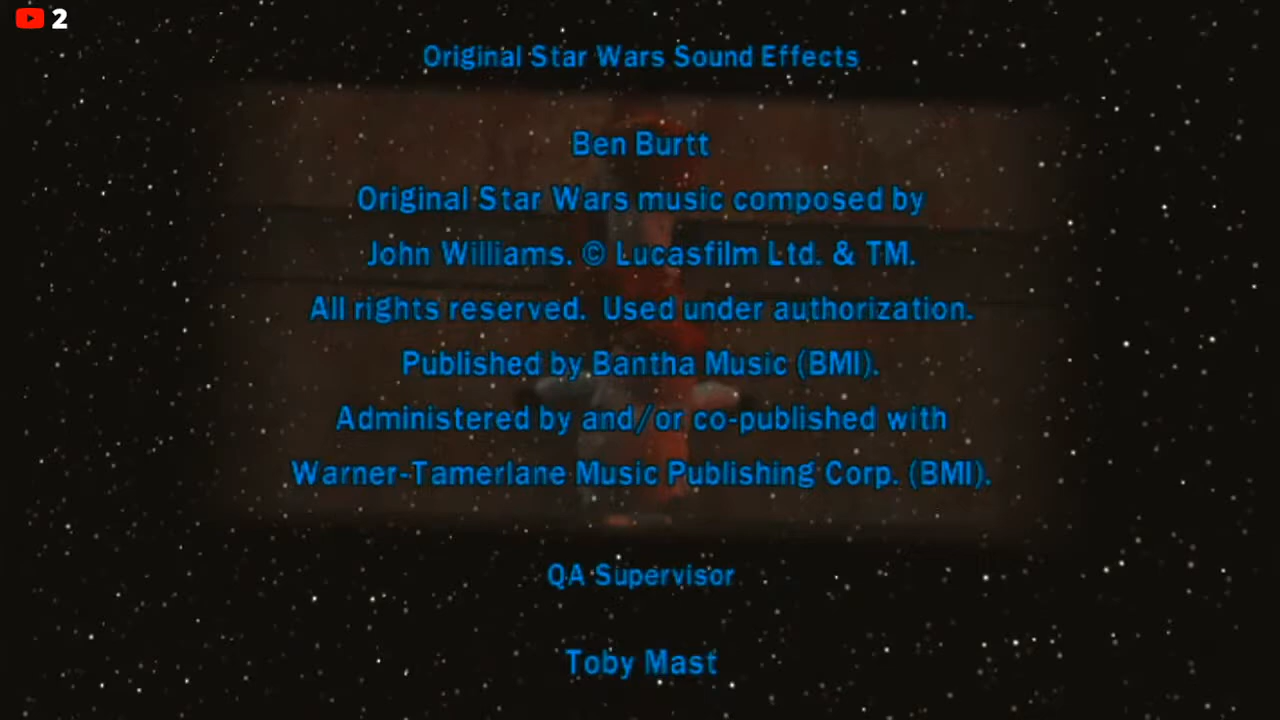 2
Original Star Wars Sound Effects
Ben Burtt
Original Star Wars music composed by
John Williams. © Lucasfilm Ltd. & TM.
All rights reserved.  Used under authorization.
Published by Bantha Music (BMI).
Administered by and/or co-published with
Warner-Tamerlane Music Publishing Corp. (BMI).
QA Supervisor
Toby Mast